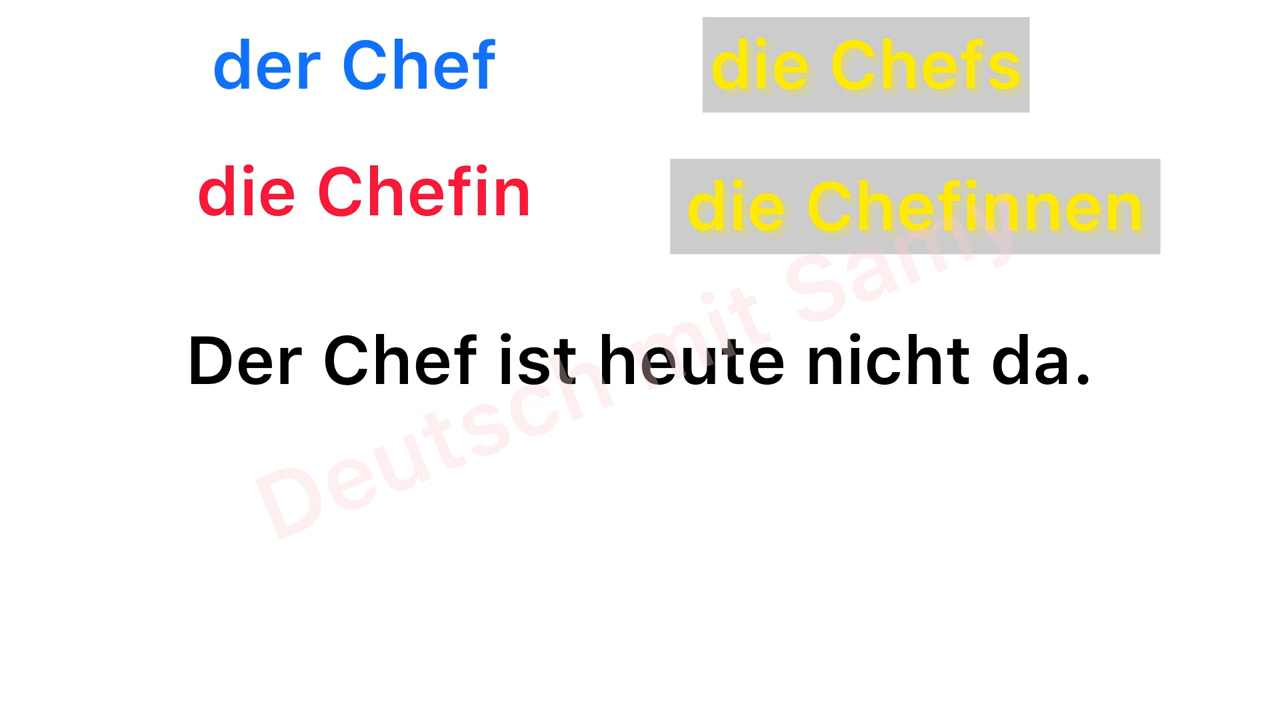 der Chef
die Chefs
die Chefin
die Chefinnen
Der Chef ist heute nicht da.
Deutsch mit Samy